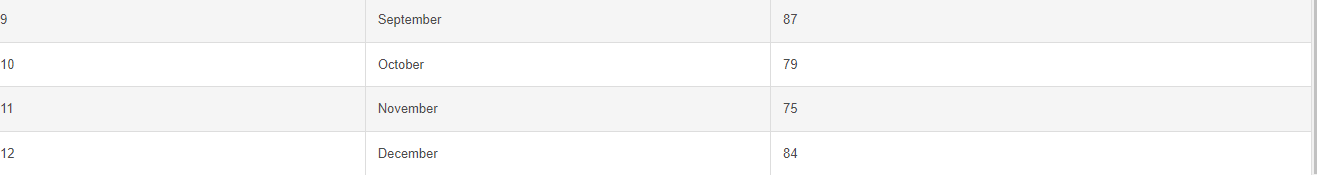 9 September 87
10 October 79
11 November 75
12 December 84